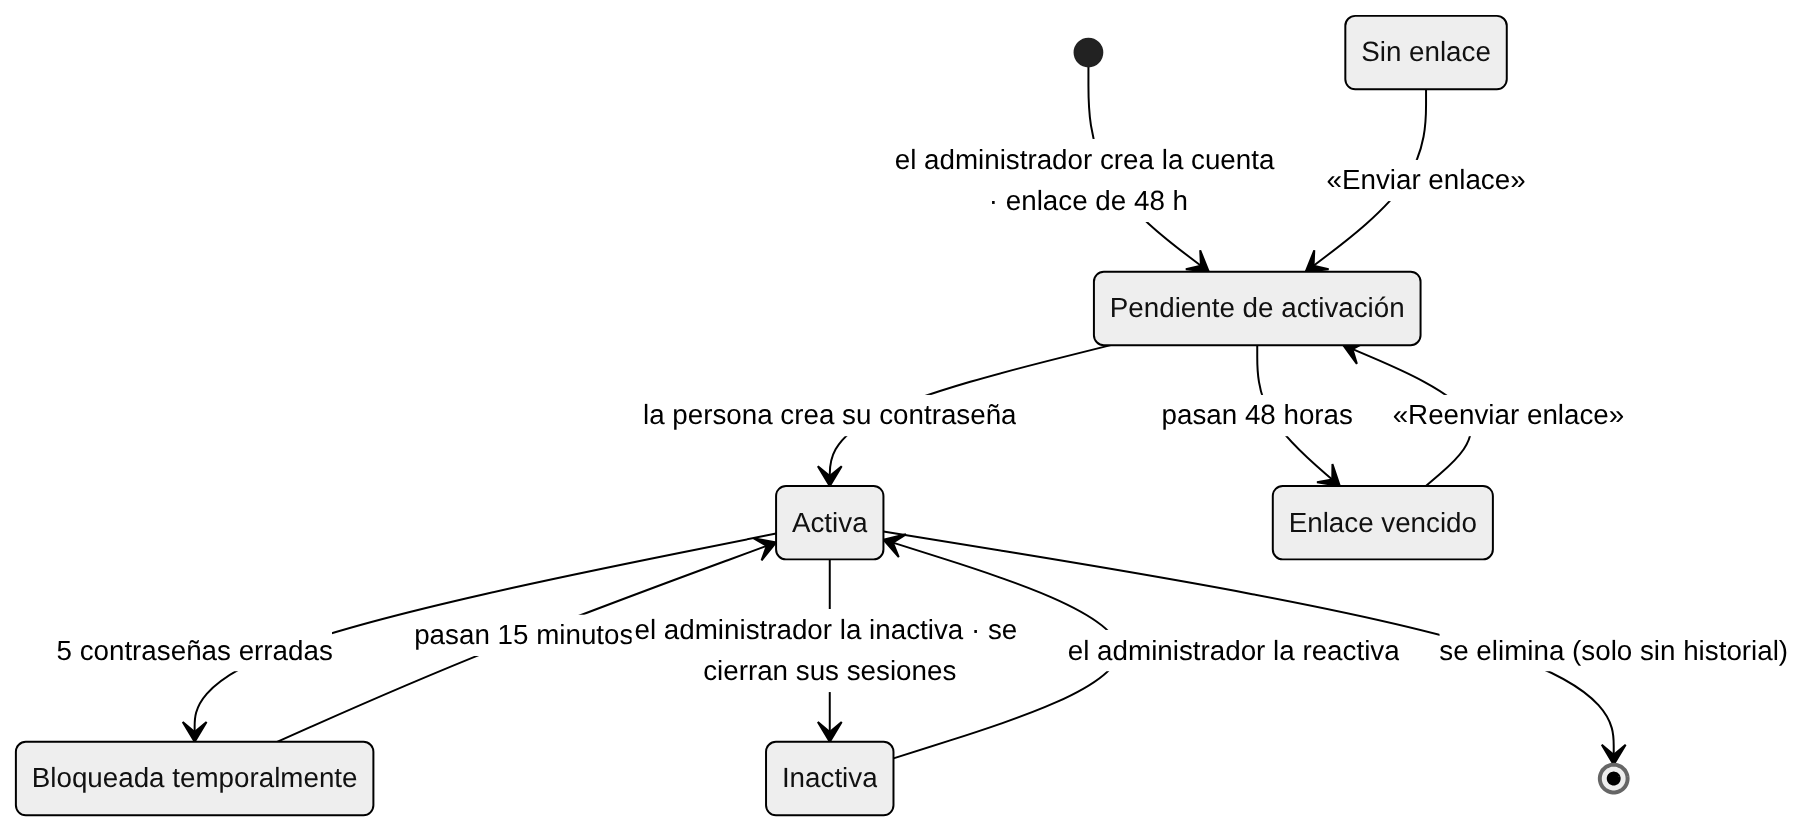 Sin enlace
el administrador crea la cuenta
· enlace de 48 h
«Enviar enlace»
Pendiente de activación
la persona crea su contraseña
pasan 48 horas
«Reenviar enlace»
Activa
Enlace vencido
5 contraseñas erradas
pasan 15 minutos
el administrador la inactiva · se
cierran sus sesiones
el administrador la reactiva
se elimina (solo sin historial)
Bloqueada temporalmente
Inactiva